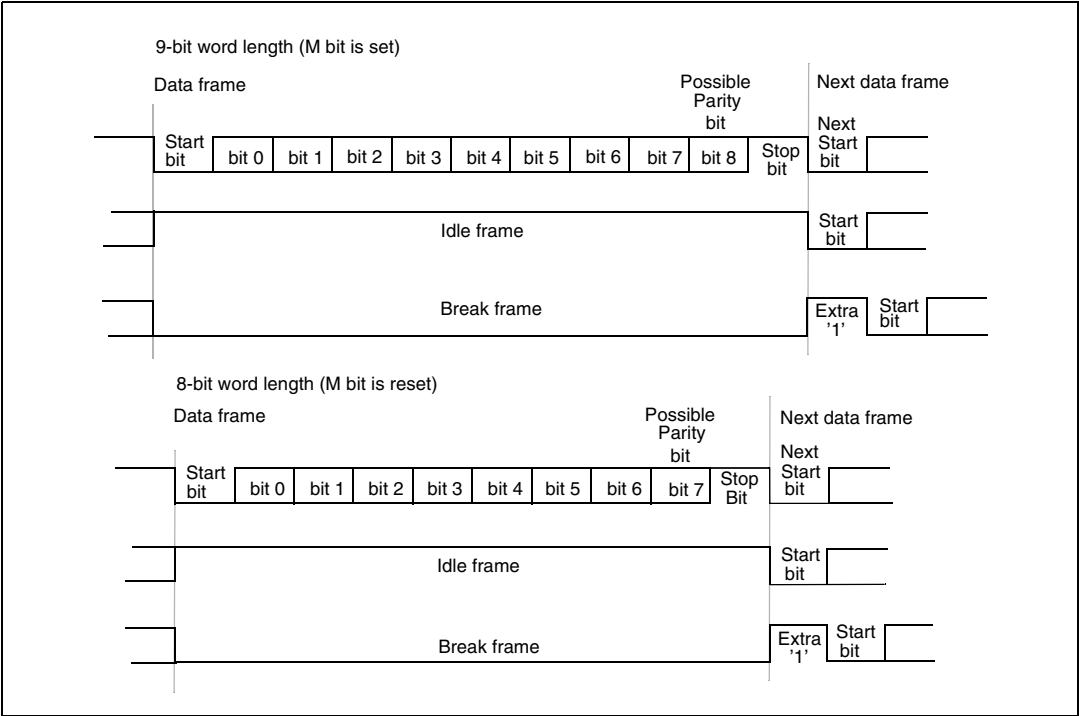 9-bit word length (M bit is set)
Data frame
Possible
Parity
bit
Next data frame
Start
bit
bit 0
bit 1
bit 2
bit 3
bit 4
bit 5
bit 6
bit 7
bit 8
Stop
bit
Next
Start
bit
Idle frame
Start
bit
Break frame
Extra
'1'
Start
bit
8-bit word length (M bit is reset)
Data frame
Possible
Parity
bit
Next data frame
Start
bit
bit 0
bit 1
bit 2
bit 3
bit 4
bit 5
bit 6
bit 7
Stop
Bit
Next
Start
bit
Idle frame
Start
bit
Break frame
Extra
'1'
Start
bit